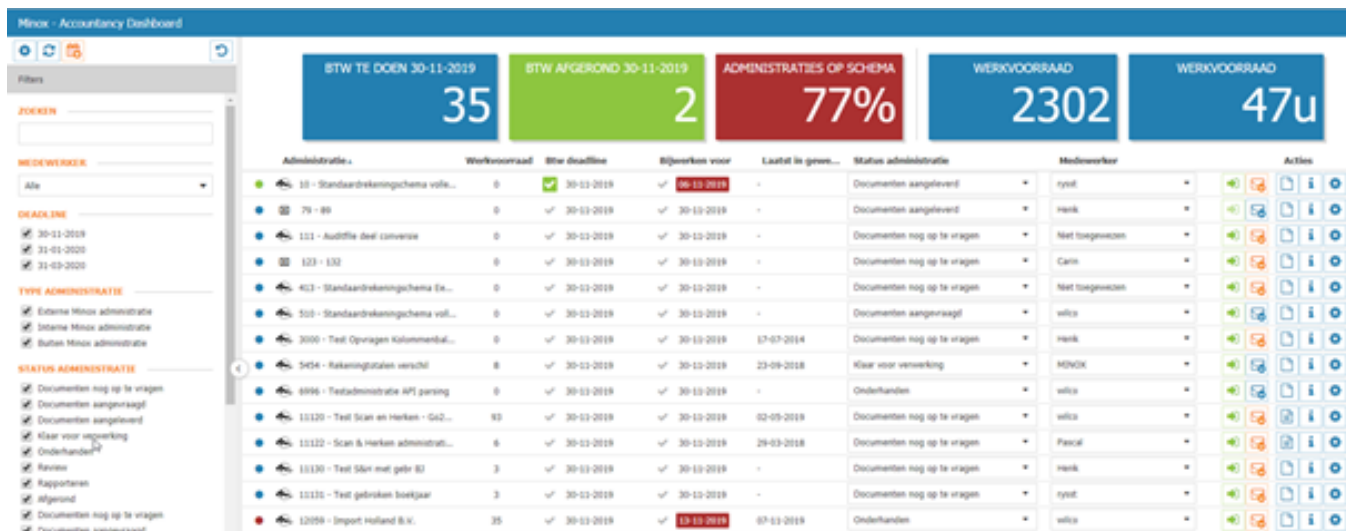 Minox - Accountancy Dashboard
Filters
ZOEKEN
MEDEWERKER
Alle
DEADLINE
30-11-2019
31-01-2020
31-03-2020
TYPE ADMINISTRATIE
Externe Minox administratie
Interne Minox administratie
Buiten Minox administratie
STATUS ADMINISTRATIE
Documenten nog op te vragen
Documenten aangevraagd
Documenten aangeleverd
Klaar voor verwerking
Onderhanden
Review
Rapporteren
Afgerond
Documenten nog op te vragen
Documenten aangevraagd
BTW TE DOEN 30-11-2019
35
BTW AFGEROND 30-11-2019
2
ADMINISTRATIES OP SCHEMA
77%
WERKVOORRAAD
2302
WERKVOORRAAD
47u
Administratie Werkvoorraad Btw deadline Bijwerken voor Laatst in gewe... Status administratie Medewerker Acties
10 - Standaardrekeningschema volle... 0 30-11-2019 06-11-2019 - Documenten aangeleverd ryszt
79 - 89 0 30-11-2019 30-11-2019 - Documenten aangeleverd Henk
111 - Auditfile deel conversie 0 30-11-2019 30-11-2019 - Documenten nog op te vragen Niet toegewezen
123 - 132 0 30-11-2019 30-11-2019 - Documenten nog op te vragen Carin
413 - Standaardrekeningschema Ee... 0 30-11-2019 30-11-2019 - Documenten nog op te vragen Niet toegewezen
510 - Standaardrekeningschema voll... 0 30-11-2019 30-11-2019 - Documenten aangevraagd wilco
3000 - Test Opvragen Kolommenbal... 0 30-11-2019 30-11-2019 17-07-2014 Documenten nog op te vragen Henk
5454 - Rekeningtotalen verschil 8 30-11-2019 30-11-2019 23-09-2018 Klaar voor verwerking MINOX
6996 - Testadministratie API parsing 0 30-11-2019 30-11-2019 - Onderhanden wilco
11120 - Test Scan en Herken - Go2... 93 30-11-2019 30-11-2019 02-05-2019 Documenten nog op te vragen wilco
11122 - Scan & Herken administrati... 6 30-11-2019 30-11-2019 29-03-2018 Documenten nog op te vragen Pascal
11130 - Test S&H met gebr BJ 3 30-11-2019 30-11-2019 - Documenten nog op te vragen Henk
11131 - Test gebroken boekjaar 3 30-11-2019 30-11-2019 - Documenten nog op te vragen ryszt
12059 - Import Holland B.V. 35 30-11-2019 13-11-2019 07-11-2019 Onderhanden wilco